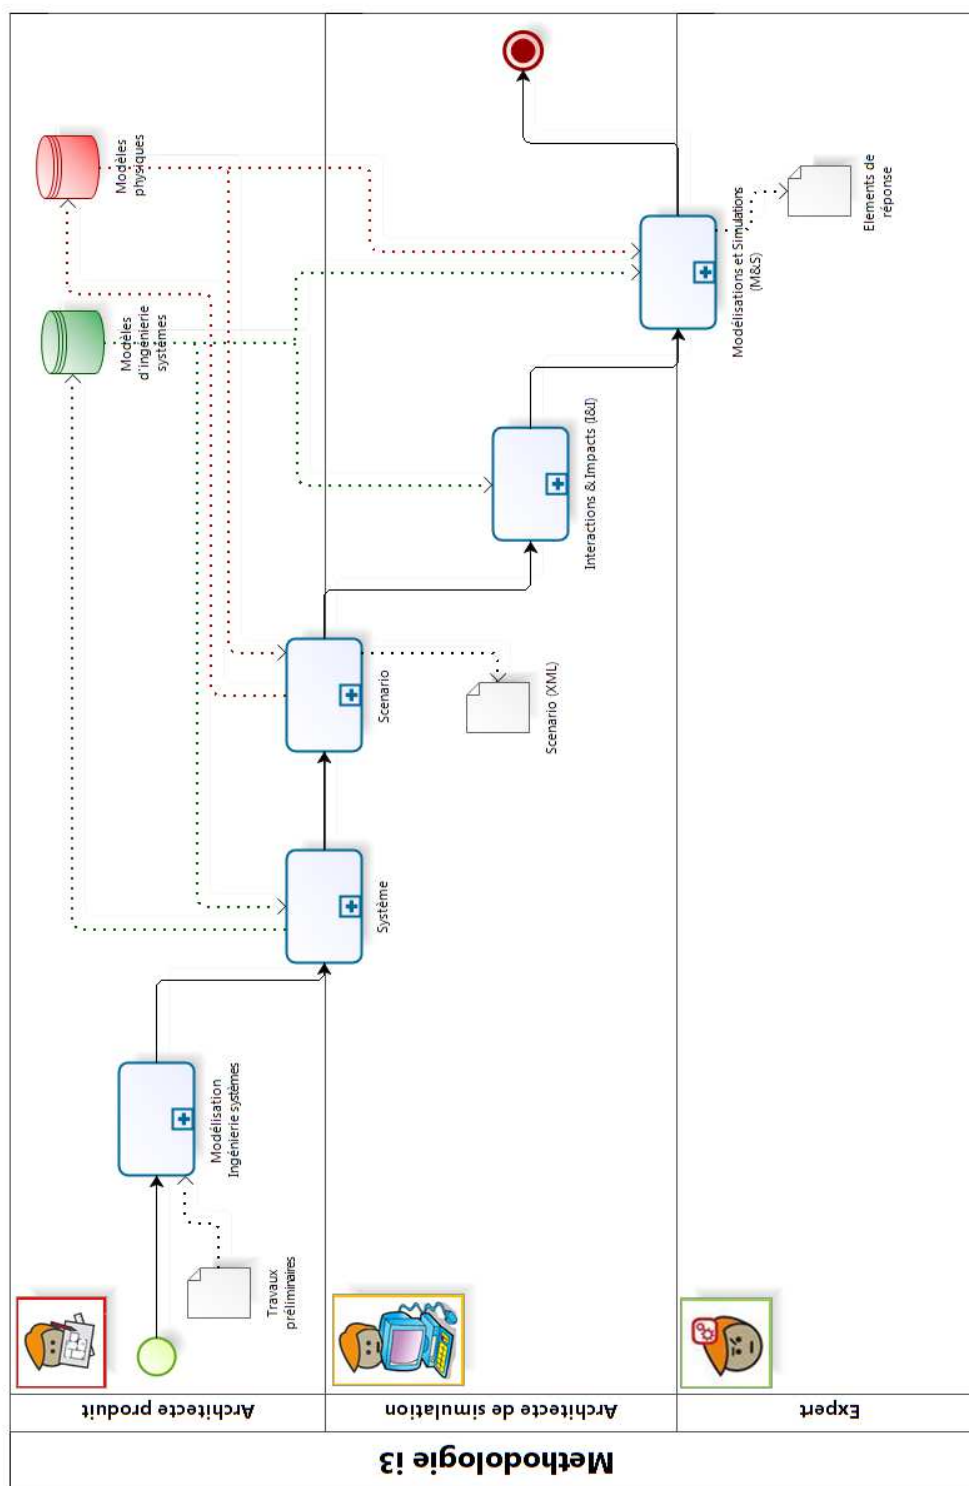 Methodologie i3
Architecte produit
Architecte de simulation
Expert
Travaux
préliminaires
Modélisation
Ingénierie systèmes
Système
Scenario
Scenario (XML)
Interactions & Impacts (I&I)
Modèles
d'ingénierie
systèmes
Modèles
physiques
Modélisations et Simulations
(M&S)
Elements de
réponse